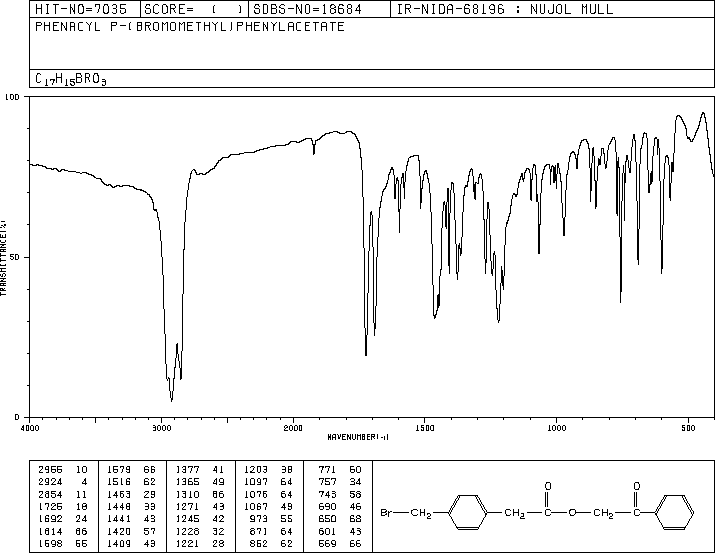 HIT-NO=7035 SCORE= ( ) SDBS-NO=18684 IR-NIDA-68196 : NUJOL MULL
PHENACYL P-(BROMOMETHYL)PHENYLACETATE
C17H15BRO3
100
TRANSMITTANCE(%)
50
0
4000 3000 2000 1500 1000 500
WAVENUMBER(-1)
2955 10 1579 66 1377 41 1203 38 771 60
2924 4 1516 62 1365 49 1097 64 757 34
2854 11 1463 29 1310 66 1076 64 743 58
1725 18 1448 33 1271 43 1067 49 690 46
1692 24 1441 43 1245 42 973 55 650 68
1614 66 1420 57 1228 32 871 64 601 43
1598 55 1409 43 1221 28 852 62 569 66
O O
Br—CH2 CH2—C—O—CH2—C